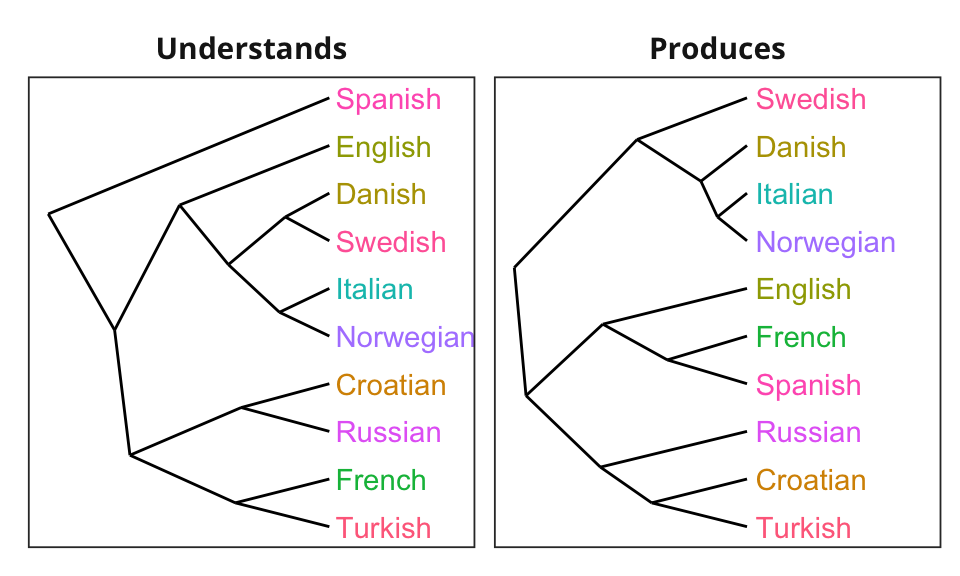 Understands
Spanish
English
Danish
Swedish
Italian
Norwegian
Croatian
Russian
French
Turkish
Produces
Swedish
Danish
Italian
Norwegian
English
French
Spanish
Russian
Croatian
Turkish